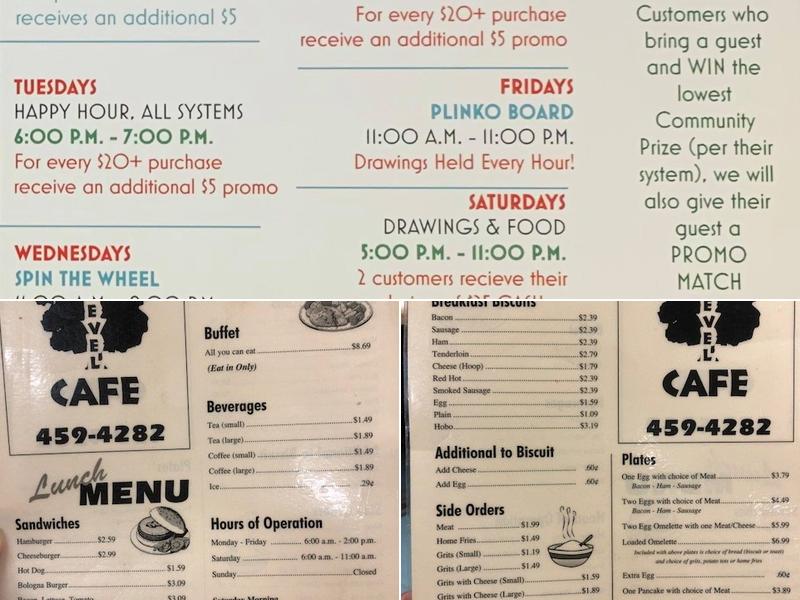 receives an additional $5
TUESDAYS
HAPPY HOUR, ALL SYSTEMS
6:00 P.M. - 7:00 P.M.
For every $20+ purchase
receive an additional $5 promo
WEDNESDAYS
SPIN THE WHEEL
For every $20+ purchase
receive an additional $5 promo
FRIDAYS
PLINKO BOARD
11:00 A.M. - 11:00 P.M.
Drawings Held Every Hour!
SATURDAYS
DRAWINGS & FOOD
5:00 P.M. - 11:00 P.M.
2 customers recieve their
Customers who
bring a guest
and WIN the
lowest
Community
Prize (per their
system), we will
also give their
guest a
PROMO
MATCH
CAFE
459-4282
Lunch
MENU
Sandwiches
Hamburger $2.59
Cheeseburger $2.99
Hot Dog $1.59
Bologna Burger $3.09
Bacon, Lettuce, Tomato $3.09
Buffet
All you can eat $8.69
(Eat in Only)
Beverages
Tea (small) $1.49
Tea (large) $1.89
Coffee (small) $1.49
Coffee (large) $1.89
Ice .29¢
Hours of Operation
Monday - Friday 6:00 a.m. - 2:00 p.m.
Saturday 6:00 a.m. - 11:00 a.m.
Sunday Closed
Saturday Morning
Breakfast Biscuits
Bacon $2.39
Sausage $2.39
Ham $2.39
Tenderloin $2.79
Cheese (Hoop) $1.79
Red Hot $2.39
Smoked Sausage $2.39
Egg $1.59
Plain $1.09
Hobo $3.19
Additional to Biscuit
Add Cheese .60¢
Add Egg .60¢
Side Orders
Meat $1.99
Home Fries $1.49
Grits (Small) $1.19
Grits (Large) $1.49
Grits with Cheese (Small) $1.59
Grits with Cheese (Large) $1.89
CAFE
459-4282
Plates
One Egg with choice of Meat $3.79
Bacon - Ham - Sausage
Two Eggs with choice of Meat $4.49
Bacon - Ham - Sausage
Two Egg Omelette with one Meat/Cheese $5.99
Loaded Omelette $6.99
Included with above plates is choice of bread (biscuit or toast)
and choice of grits, potato tots or home fries
Extra Egg .60¢
One Pancake with choice of Meat $3.89